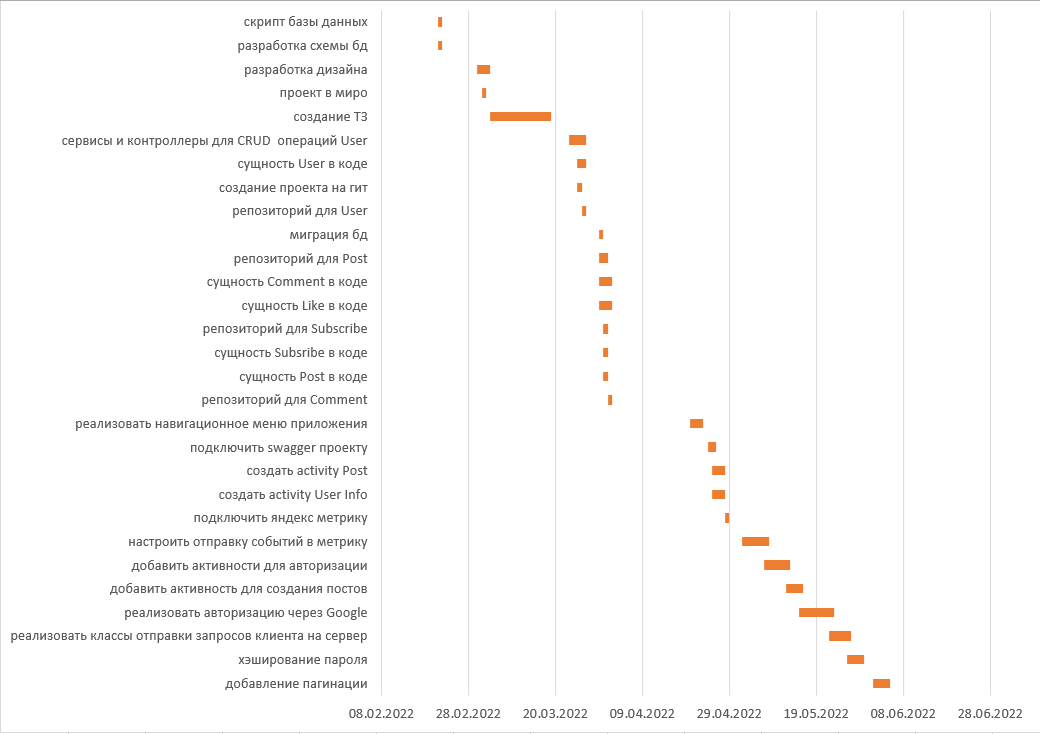 скрипт базы данных
разработка схемы бд
разработка дизайна
проект в миро
создание ТЗ
сервисы и контроллеры для CRUD  операций User
сущность User в коде
создание проекта на гит
репозиторий для User
миграция бд
репозиторий для Post
сущность Comment в коде
сущность Like в коде
репозиторий для Subscribe
сущность Subsribe в коде
сущность Post в коде
репозиторий для Comment
реализовать навигационное меню приложения
подключить swagger проекту
создать activity Post
создать activity User Info
подключить яндекс метрику
настроить отправку событий в метрику
добавить активности для авторизации
добавить активность для создания постов
реализовать авторизацию через Google
реализовать классы отправки запросов клиента на сервер
хэширование пароля
добавление пагинации
08.02.2022 28.02.2022 20.03.2022 09.04.2022 29.04.2022 19.05.2022 08.06.2022 28.06.2022